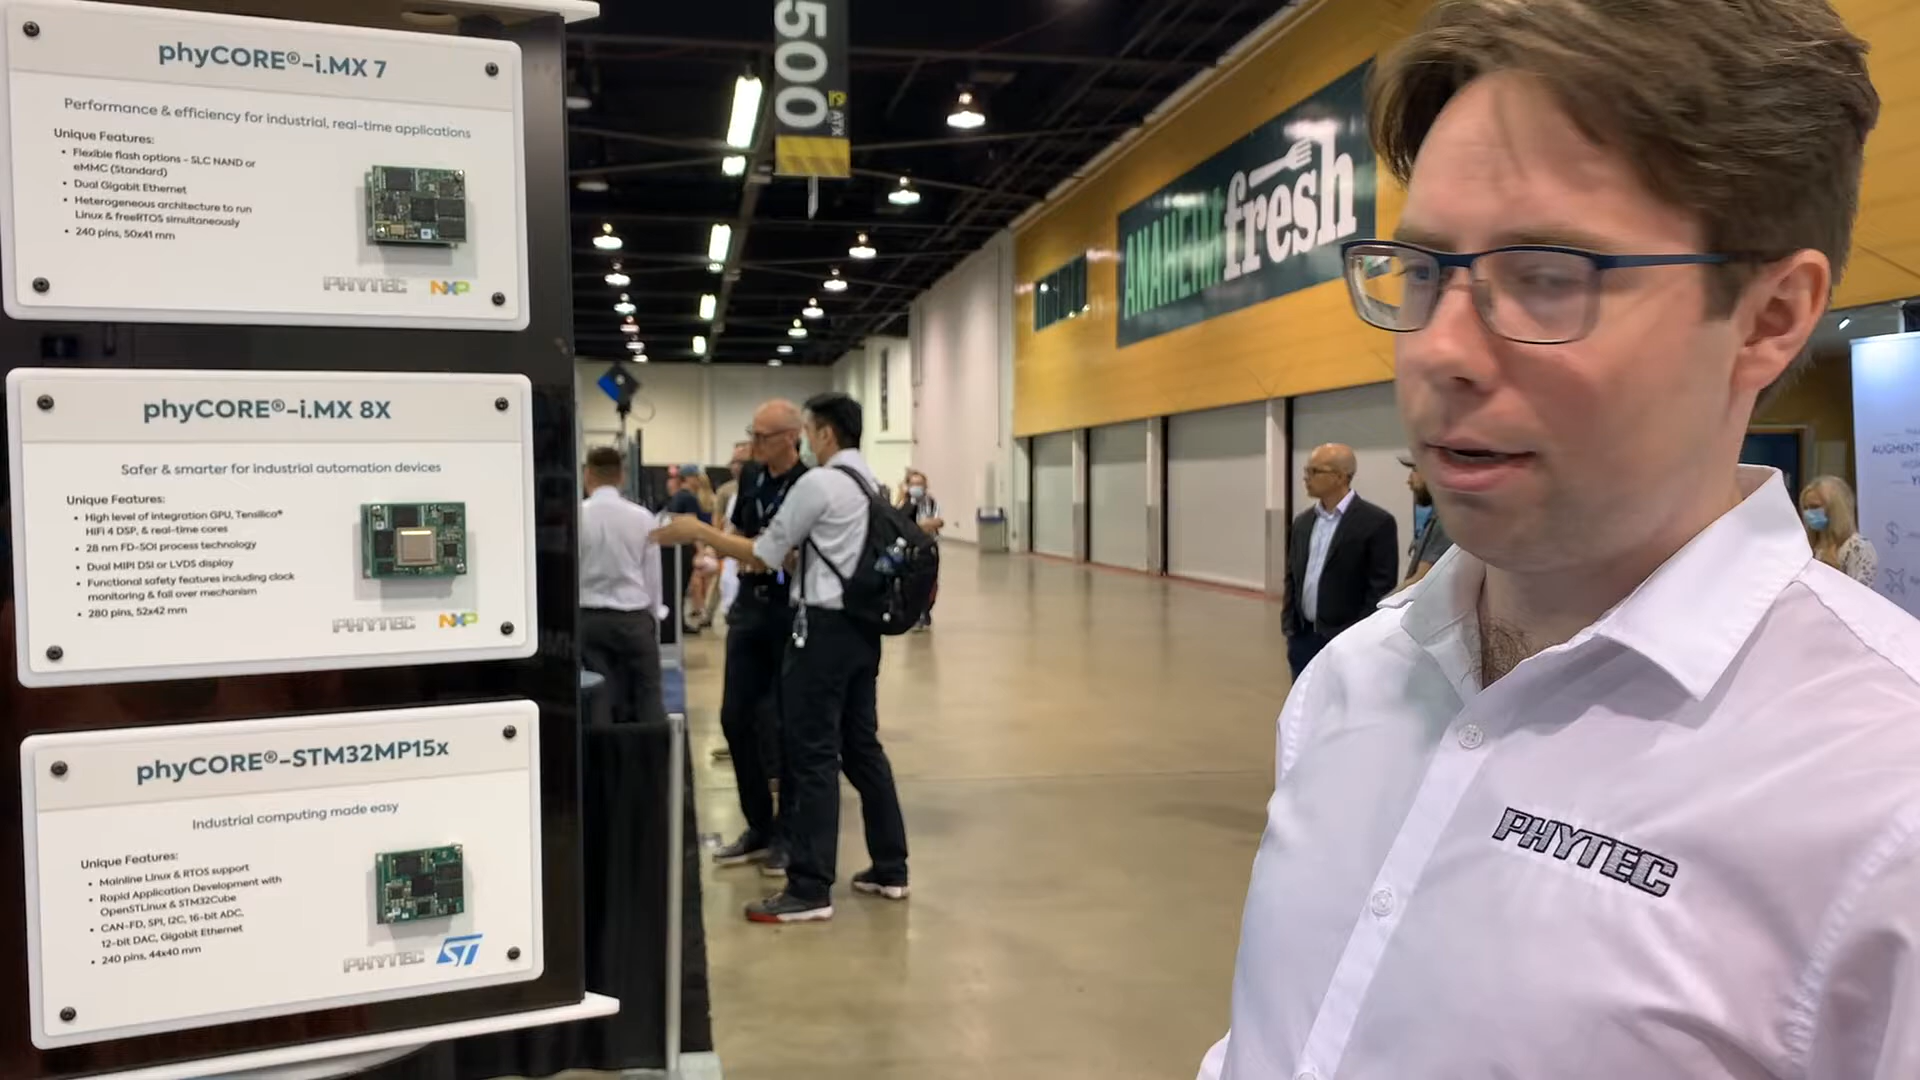 phyCORE®-i.MX 7
Performance & efficiency for industrial, real-time applications
Unique Features:
• Flexible flash options - SLC NAND or
eMMC (Standard)
• Dual Gigabit Ethernet
• Heterogeneous architecture to run
Linux & freeRTOS simultaneously
• 240 pins, 50x41 mm
PHYTEC NXP
phyCORE®-i.MX 8X
Safer & smarter for industrial automation devices
Unique Features:
• High level of integration GPU, Tensilica®
HiFi 4 DSP, & real-time cores
• 28 nm FD-SOI process technology
• Dual MIPI DSI or LVDS display
• Functional safety features including clock
monitoring & fail over mechanism
• 280 pins, 52x42 mm
PHYTEC NXP
phyCORE®-STM32MP15x
Industrial computing made easy
Unique Features:
• Mainline Linux & RTOS support
• Rapid Application Development with
OpenSTLinux & STM32Cube
• CAN-FD, SPI, I2C, 16-bit ADC,
12-bit DAC, Gigabit Ethernet
• 240 pins, 44x40 mm
PHYTEC ST
500
ATX
ANAHEIM fresh
PHYTEC